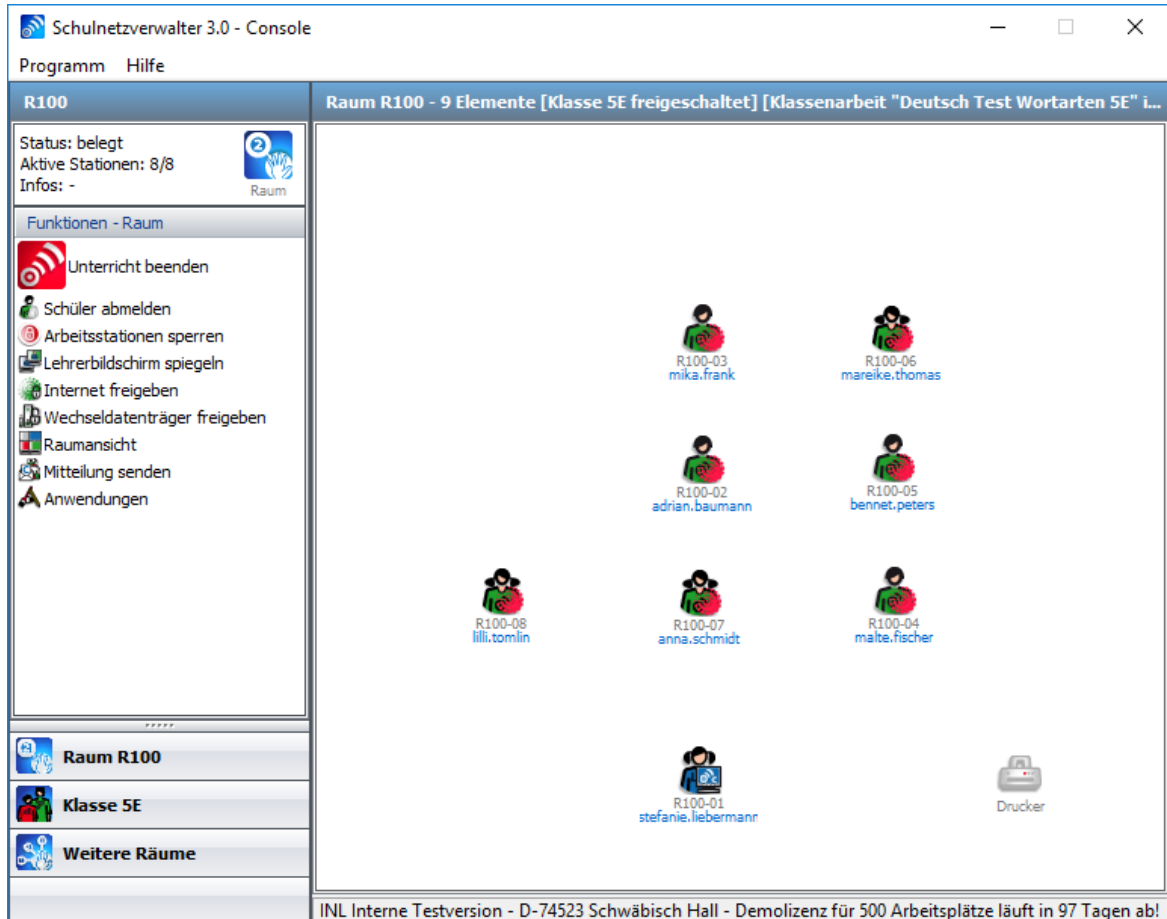 Schulnetzverwalter 3.0 - Console
Programm Hilfe
R100
Status: belegt
Aktive Stationen: 8/8
Infos: -
Raum
Funktionen - Raum
Unterricht beenden
Schüler abmelden
Arbeitsstationen sperren
Lehrerbildschirm spiegeln
Internet freigeben
Wechseldatenträger freigeben
Raumansicht
Mitteilung senden
Anwendungen
Raum R100
Klasse 5E
Weitere Räume
Raum R100 - 9 Elemente [Klasse 5E freigeschaltet] [Klassenarbeit "Deutsch Test Wortarten 5E" i...
R100-03
mika.frank
R100-06
mareike.thomas
R100-02
adrian.baumann
R100-05
bennet.peters
R100-08
lilli.tomlin
R100-07
anna.schmidt
R100-04
malte.fischer
R100-01
stefanie.liebermann
Drucker
INL Interne Testversion - D-74523 Schwäbisch Hall - Demolizenz für 500 Arbeitsplätze läuft in 97 Tagen ab!